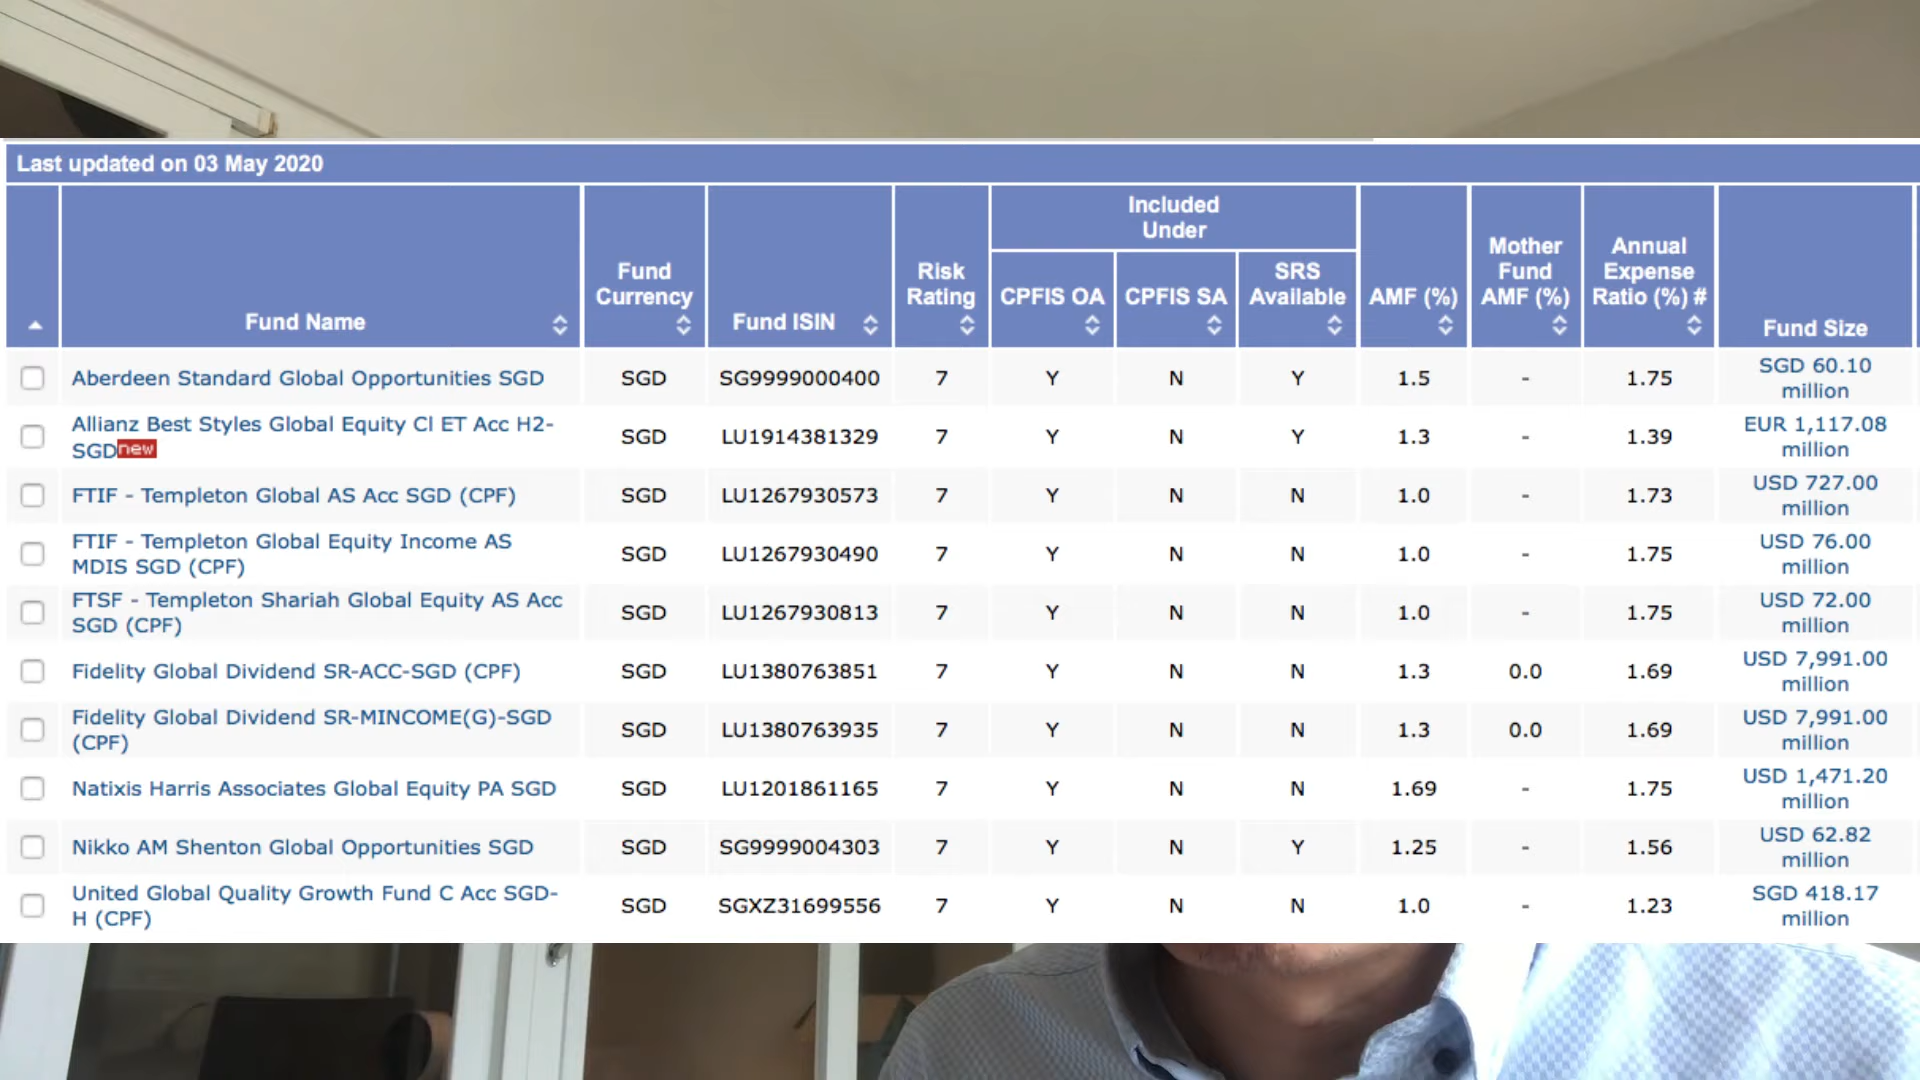 Last updated on 03 May 2020
Included
Under
Fund Name
Fund
Currency
Fund ISIN
Risk
Rating
CPFIS OA
CPFIS SA
SRS
Available
AMF (%)
Mother
Fund
AMF (%)
Annual
Expense
Ratio (%) #
Fund Size
Aberdeen Standard Global Opportunities SGD
SGD
SG9999000400
7
Y
N
Y
1.5
-
1.75
SGD 60.10
million
Allianz Best Styles Global Equity Cl ET Acc H2-
SGDnew
SGD
LU1914381329
7
Y
N
Y
1.3
-
1.39
EUR 1,117.08
million
FTIF - Templeton Global AS Acc SGD (CPF)
SGD
LU1267930573
7
Y
N
N
1.0
-
1.73
USD 727.00
million
FTIF - Templeton Global Equity Income AS
MDIS SGD (CPF)
SGD
LU1267930490
7
Y
N
N
1.0
-
1.75
USD 76.00
million
FTSF - Templeton Shariah Global Equity AS Acc
SGD (CPF)
SGD
LU1267930813
7
Y
N
N
1.0
-
1.75
USD 72.00
million
Fidelity Global Dividend SR-ACC-SGD (CPF)
SGD
LU1380763851
7
Y
N
N
1.3
0.0
1.69
USD 7,991.00
million
Fidelity Global Dividend SR-MINCOME(G)-SGD
(CPF)
SGD
LU1380763935
7
Y
N
N
1.3
0.0
1.69
USD 7,991.00
million
Natixis Harris Associates Global Equity PA SGD
SGD
LU1201861165
7
Y
N
N
1.69
-
1.75
USD 1,471.20
million
Nikko AM Shenton Global Opportunities SGD
SGD
SG9999004303
7
Y
N
Y
1.25
-
1.56
USD 62.82
million
United Global Quality Growth Fund C Acc SGD-
H (CPF)
SGD
SGXZ31699556
7
Y
N
N
1.0
-
1.23
SGD 418.17
million